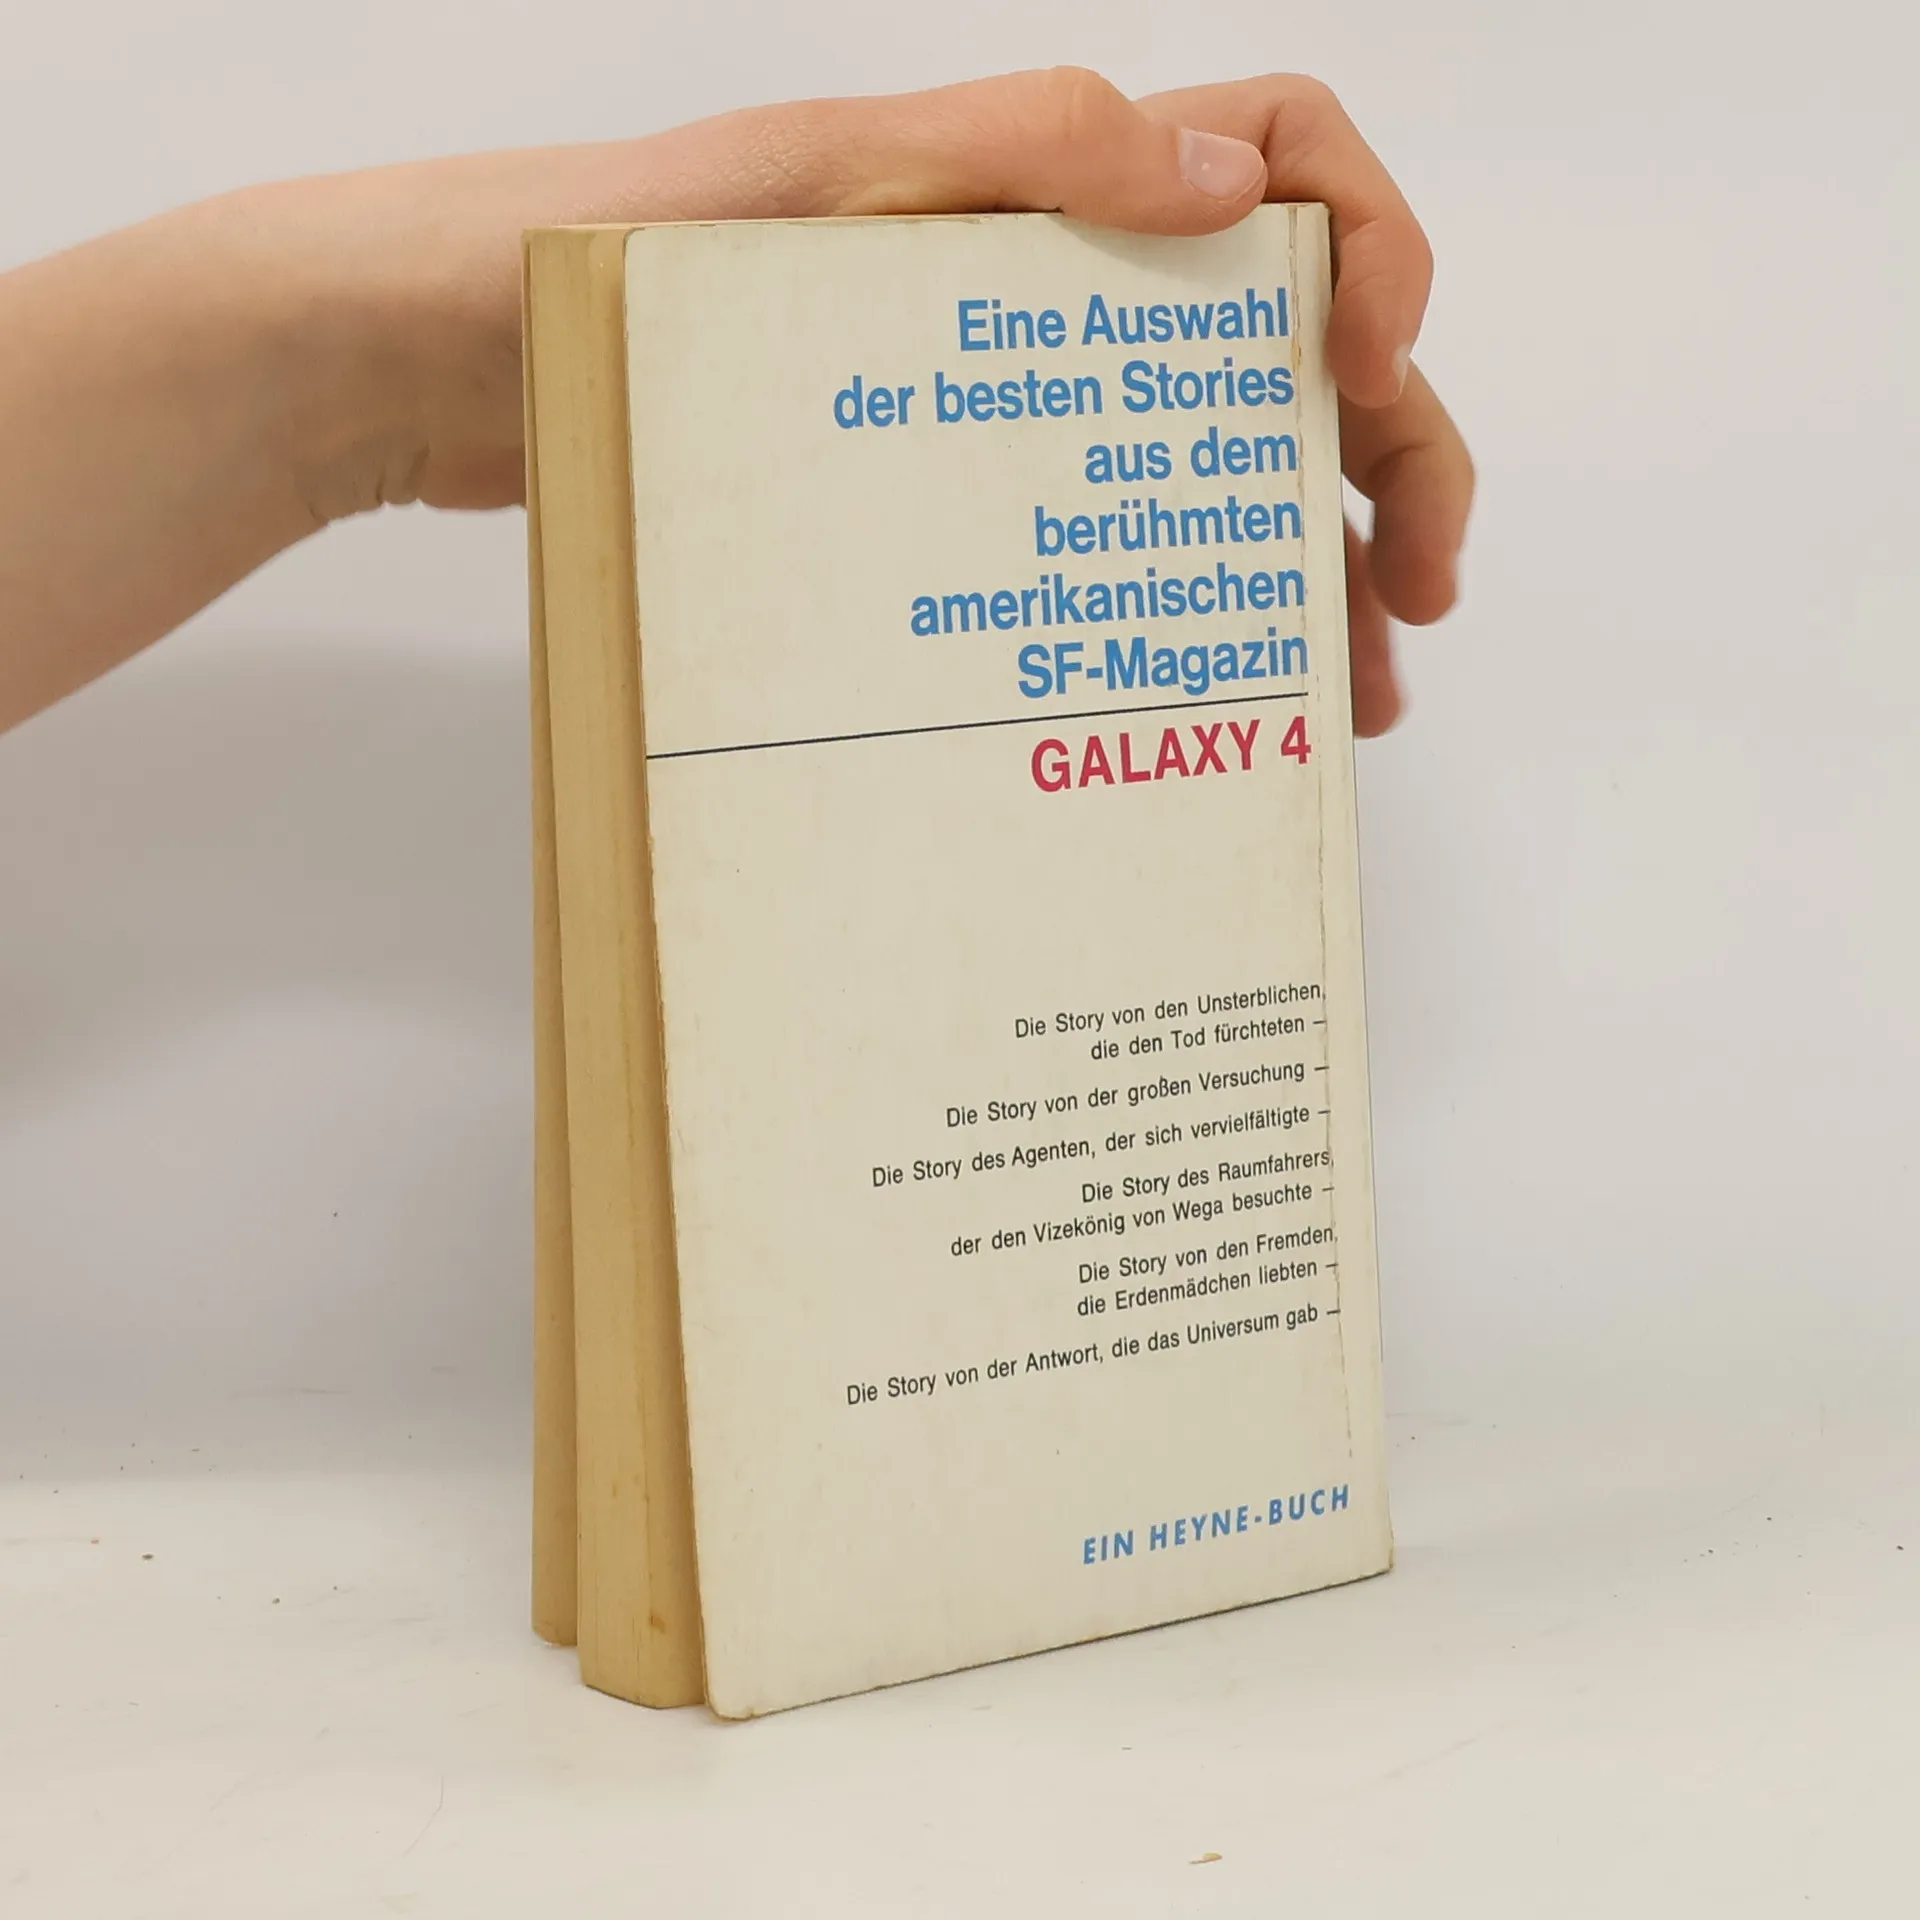 Eine Auswahl
der besten Stories
aus dem
berühmten
amerikanischen
SF-Magazin
GALAXY 4
Die Story von den Unsterblichen,
die den Tod fürchteten –
Die Story von der großen Versuchung –
Die Story des Agenten, der sich vervielfältigte –
Die Story des Raumfahrers,
der den Vizekönig von Wega besuchte –
Die Story von den Fremden,
die Erdenmädchen liebten –
Die Story von der Antwort, die das Universum gab –
EIN HEYNE-BUCH